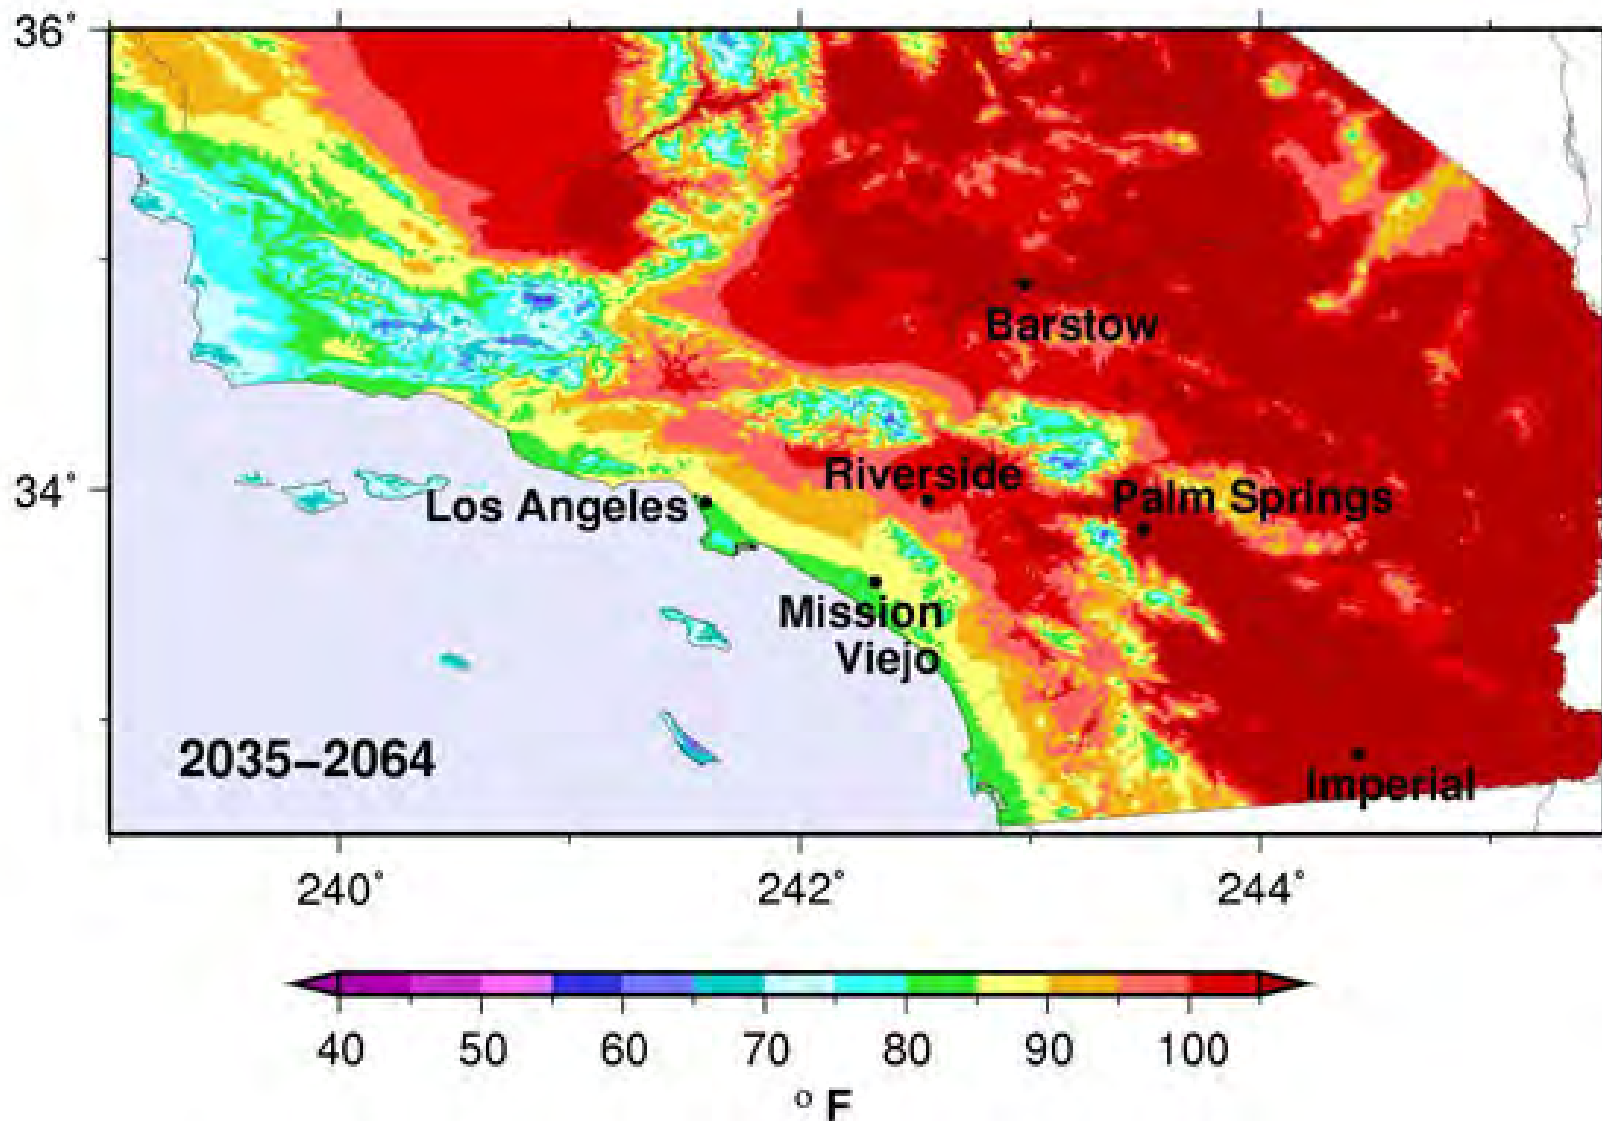 36°
Barstow
Riverside
34°
Palm Springs
Los Angeles
Mission
Viejo
2035–2064
Imperial
240°
242°
244°
40 50 60 70 80 90 100
° F